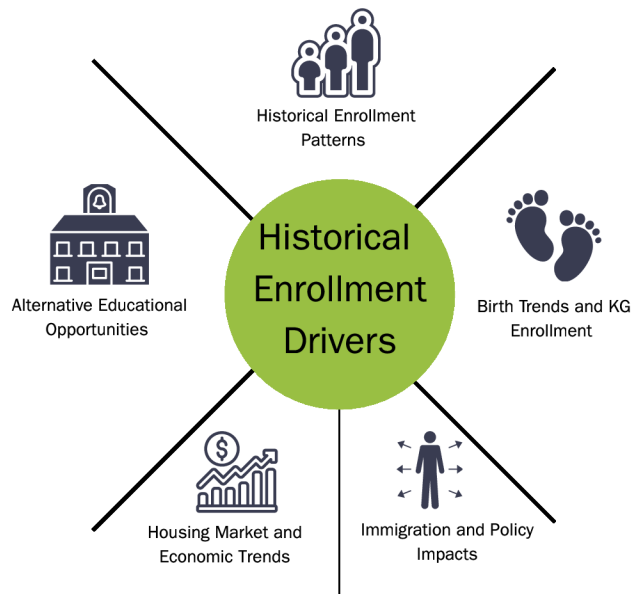 Historical Enrollment
Patterns
Historical
Enrollment
Drivers
Alternative Educational
Opportunities
Birth Trends and KG
Enrollment
$
Housing Market and
Economic Trends
Immigration and Policy
Impacts